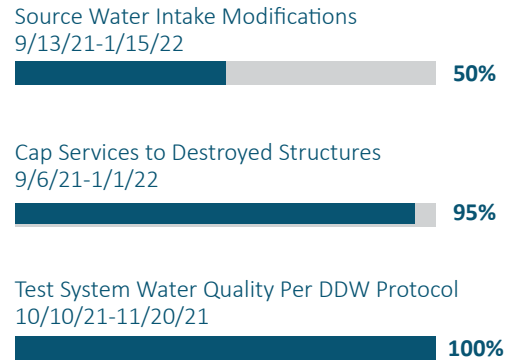 Source Water Intake Modifications
9/13/21-1/15/22
50%
Cap Services to Destroyed Structures
9/6/21-1/1/22
95%
Test System Water Quality Per DDW Protocol
10/10/21-11/20/21
100%